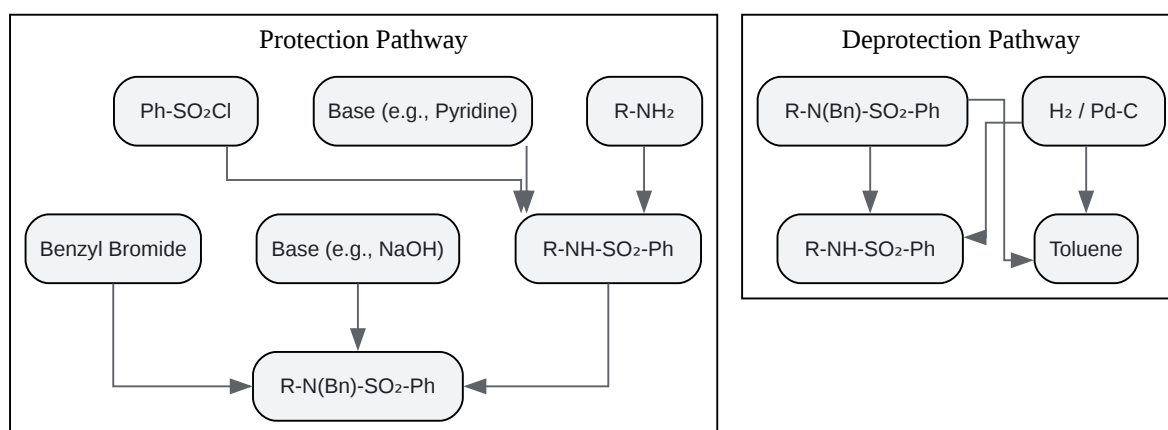 Protection Pathway
Ph-SO₂Cl
Base (e.g., Pyridine)
R-NH₂
Benzyl Bromide
Base (e.g., NaOH)
R-NH-SO₂-Ph
R-N(Bn)-SO₂-Ph
Deprotection Pathway
R-N(Bn)-SO₂-Ph
H₂ / Pd-C
R-NH-SO₂-Ph
Toluene